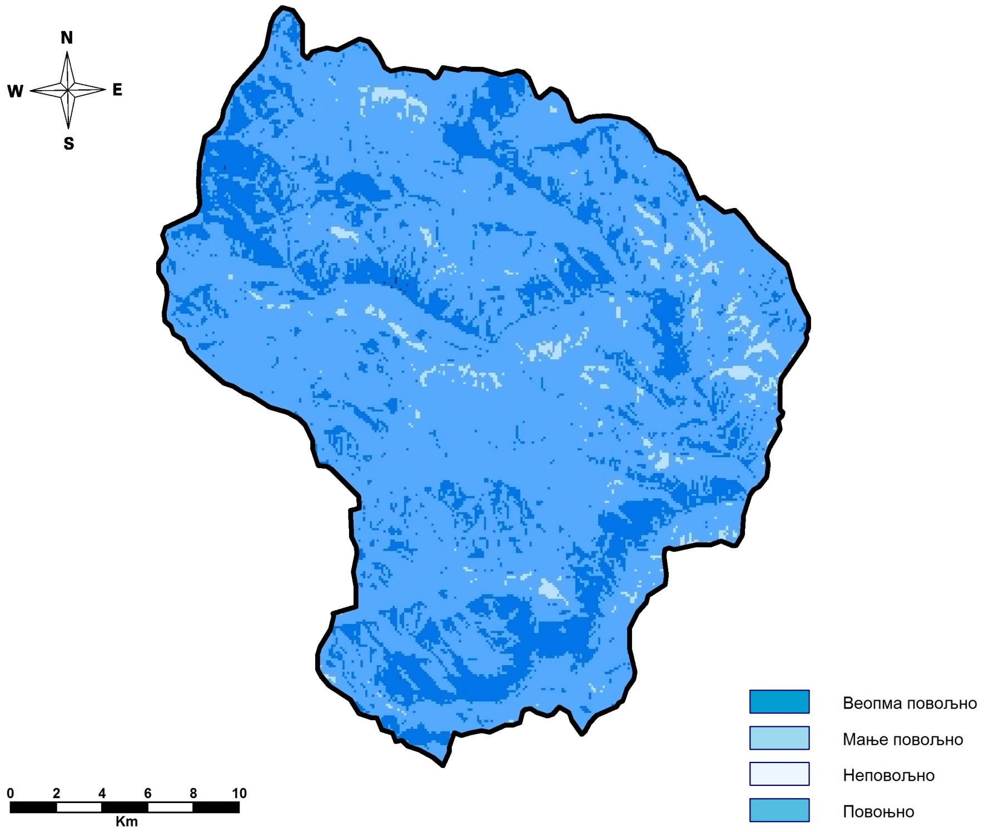 N
W E
S
Веопма повољно
Мање повољно
Неповољно
Повоњно
0 2 4 6 8 10
Km